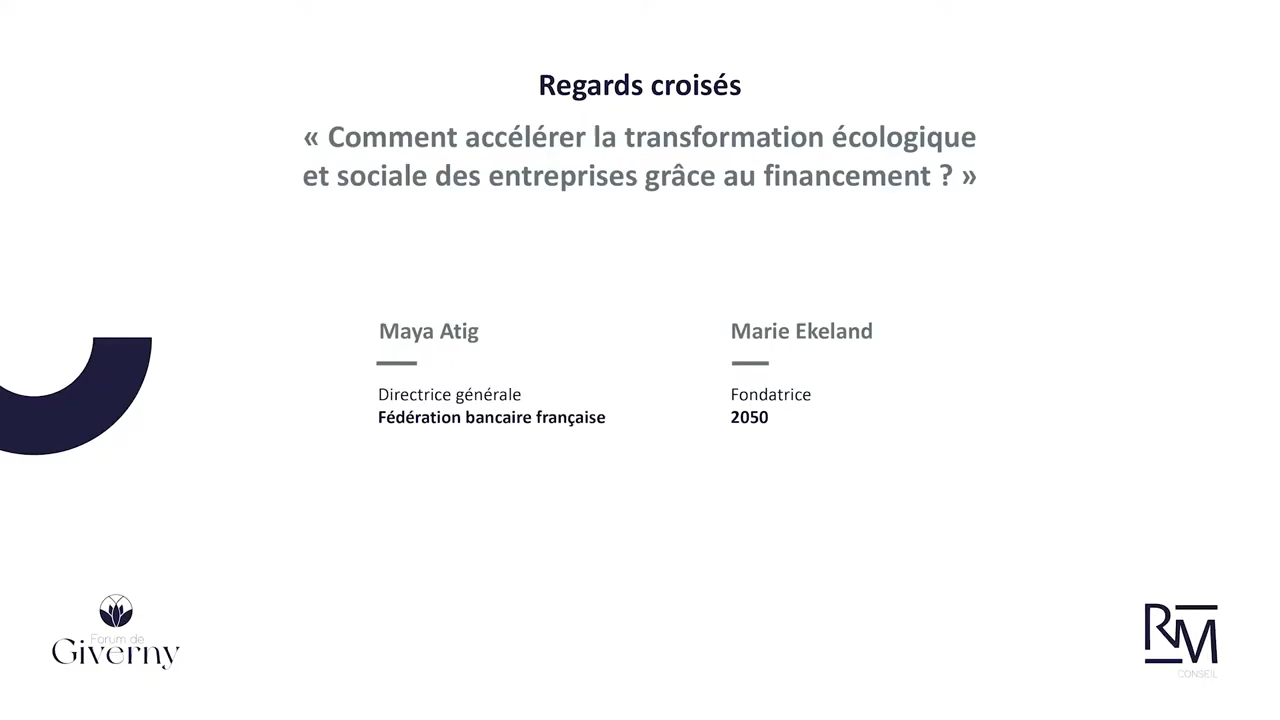 Regards croisés
« Comment accélérer la transformation écologique
et sociale des entreprises grâce au financement ? »
Maya Atig
Directrice générale
Fédération bancaire française
Marie Ekeland
Fondatrice
2050
Forum de
Giverny
RM
CONSEIL